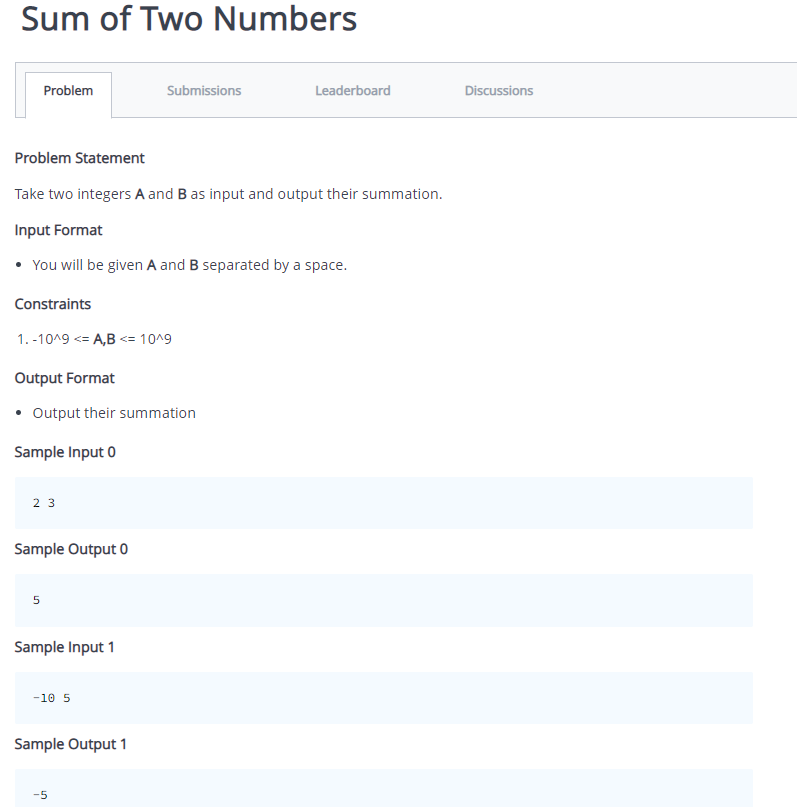 Sum of Two Numbers
Problem Submissions Leaderboard Discussions
Problem Statement
Take two integers A and B as input and output their summation.
Input Format
• You will be given A and B separated by a space.
Constraints
1. -10^9 <= A,B <= 10^9
Output Format
• Output their summation
Sample Input 0
2 3
Sample Output 0
5
Sample Input 1
-10 5
Sample Output 1
-5